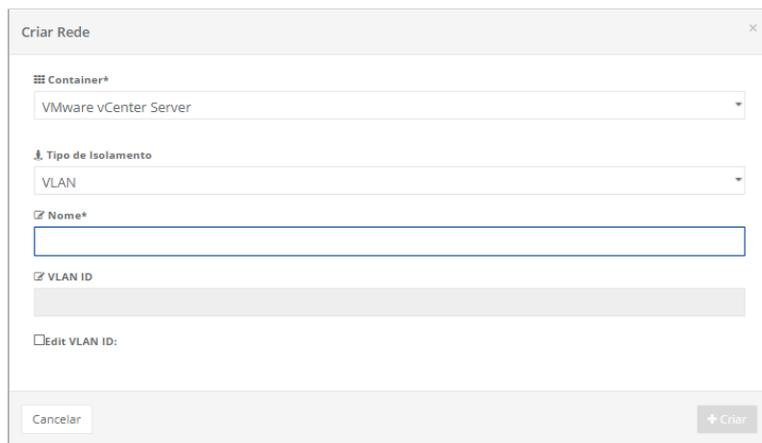 Criar Rede
×
Container*
VMware vCenter Server
Tipo de Isolamento
VLAN
Nome*
VLAN ID
Edit VLAN ID:
Cancelar
+ Criar